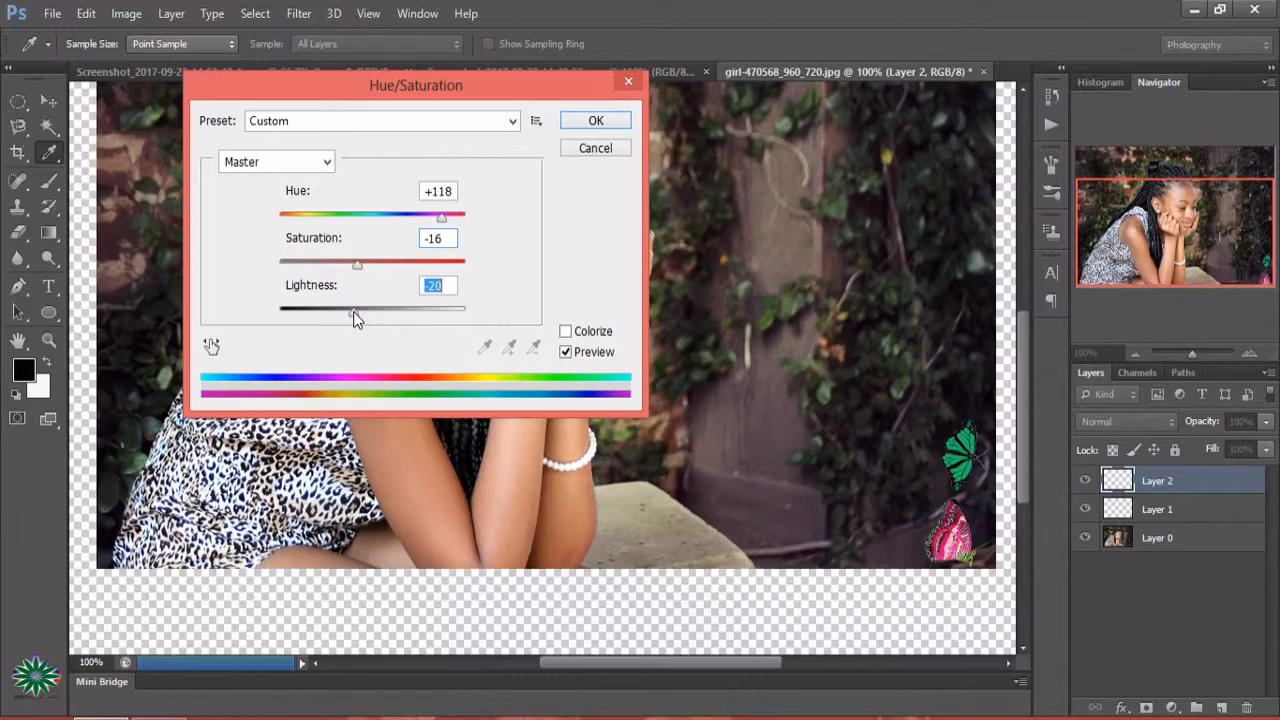 Ps File Edit Image Layer Type Select Filter 3D View Window Help
Sample Size: Point Sample Sample: All Layers Show Sampling Ring Photography
girl-470568_960_720.jpg @ 100% (Layer 2, RGB/8) *
Histogram Navigator
Hue/Saturation
Preset: Custom OK
Cancel
Master
Hue: +118
Saturation: -16
Lightness: -20
Colorize
Preview
100%
Layers Channels Paths
Kind
Normal Opacity: 100%
Lock: Fill: 100%
Layer 2
Layer 1
Layer 0
100%
Mini Bridge